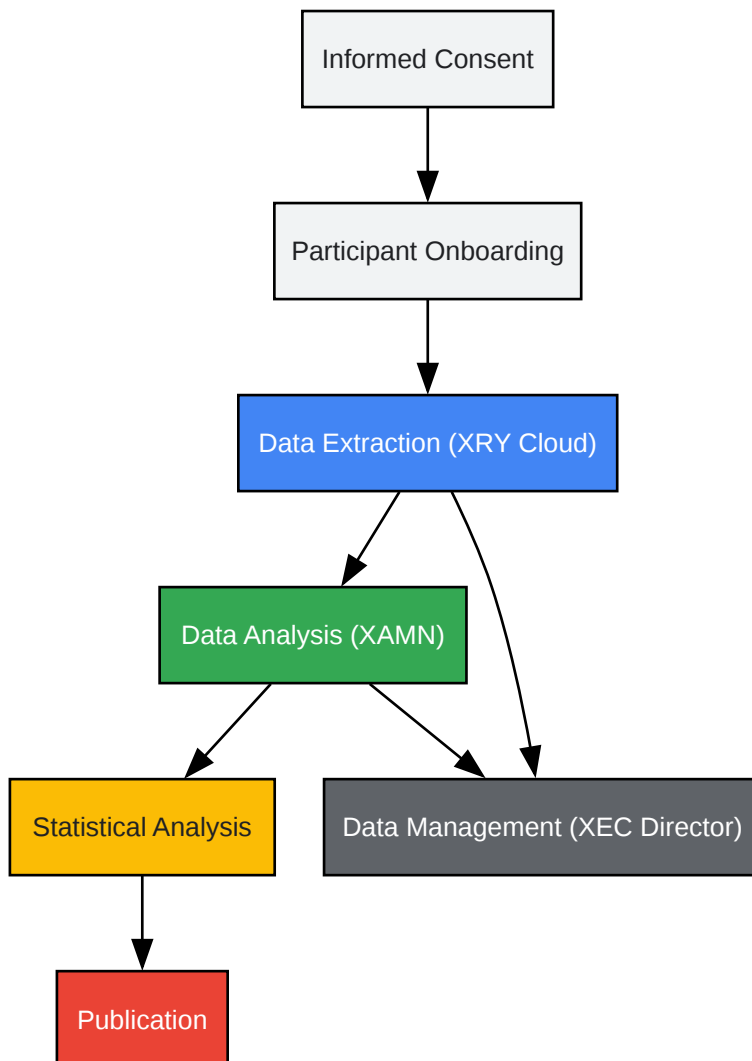 Informed Consent
Participant Onboarding
Data Extraction (XRY Cloud)
Data Analysis (XAMN)
Statistical Analysis
Data Management (XEC Director)
Publication